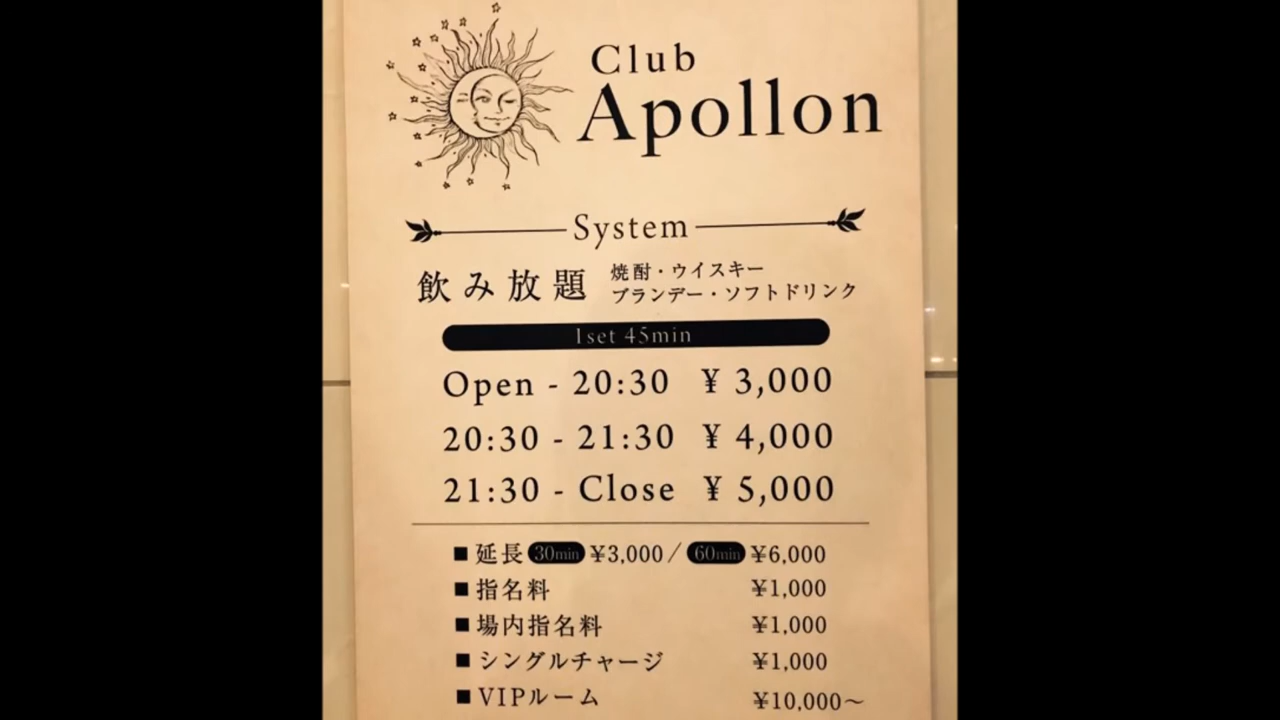 Club
Apollon
System
飲み放題 焼酎・ウイスキー
ブランデー・ソフトドリンク
1set 45min
Open - 20:30 ¥ 3,000
20:30 - 21:30 ¥ 4,000
21:30 - Close ¥ 5,000
■ 延長 30min ¥3,000 / 60min ¥6,000
■ 指名料 ¥1,000
■ 場内指名料 ¥1,000
■ シングルチャージ ¥1,000
■ VIPルーム ¥10,000～